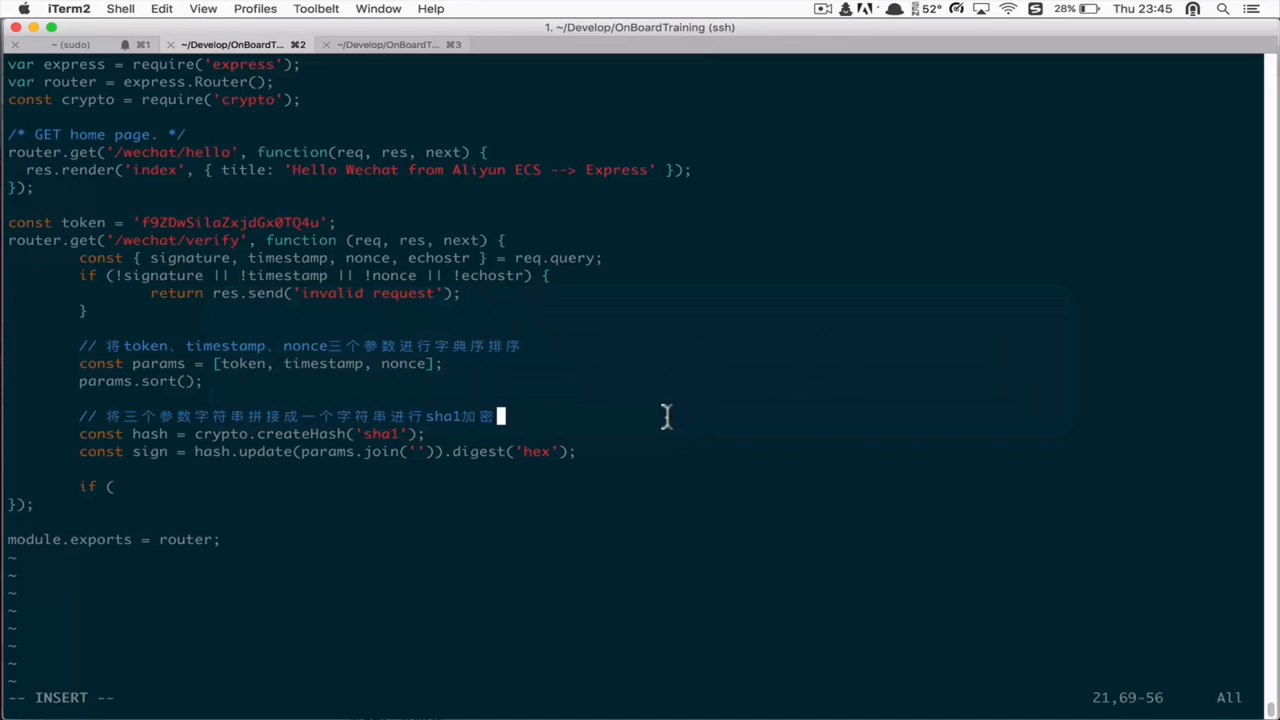 iTerm2 Shell Edit View Profiles Toolbelt Window Help 52° 28% Thu 23:45
1. ~/Develop/OnBoardTraining (ssh)
~ (sudo) ⌘1 ~/Develop/OnBoardT... ⌘2 ~/Develop/OnBoardT... ⌘3
var express = require('express');
var router = express.Router();
const crypto = require('crypto');
/* GET home page. */
router.get('/wechat/hello', function(req, res, next) {
res.render('index', { title: 'Hello Wechat from Aliyun ECS --> Express' });
});
const token = 'f9ZDwSilaZxjdGx0TQ4u';
router.get('/wechat/verify', function (req, res, next) {
const { signature, timestamp, nonce, echostr } = req.query;
if (!signature || !timestamp || !nonce || !echostr) {
return res.send('invalid request');
}
// 将token、timestamp、nonce三个参数进行字典序排序
const params = [token, timestamp, nonce];
params.sort();
// 将三个参数字符串拼接成一个字符串进行sha1加密
const hash = crypto.createHash('sha1');
const sign = hash.update(params.join('')).digest('hex');
if (
});
module.exports = router;
~
~
~
~
~
~
~
~
-- INSERT -- 21,69-56 All